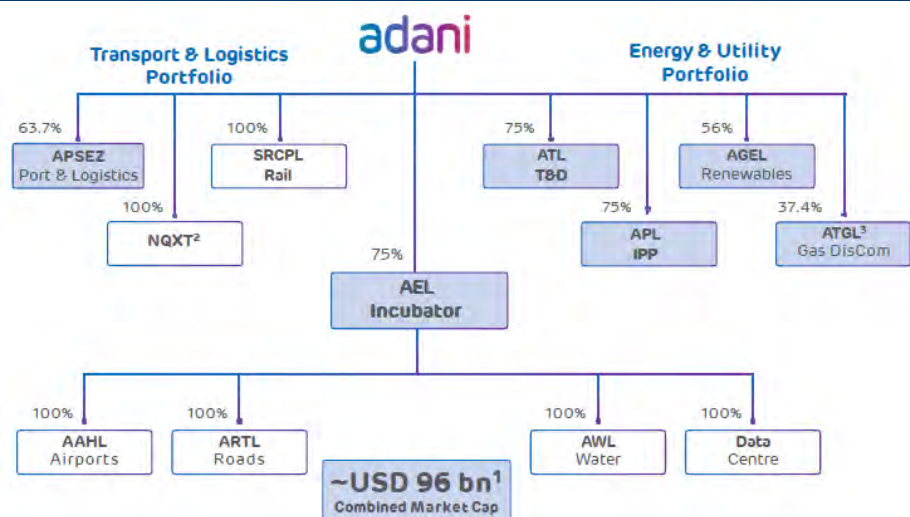 adani
Transport & Logistics
Portfolio
Energy & Utility
Portfolio
63.7%
APSEZ
Port & Logistics
100%
NQXT²
100%
SRCPL
Rail
75%
ATL
T&D
75%
APL
IPP
56%
AGEL
Renewables
37.4%
ATGL³
Gas DisCom
75%
AEL
Incubator
100%
AAHL
Airports
100%
ARTL
Roads
100%
AWL
Water
100%
Data
Centre
~USD 96 bn¹
Combined Market Cap